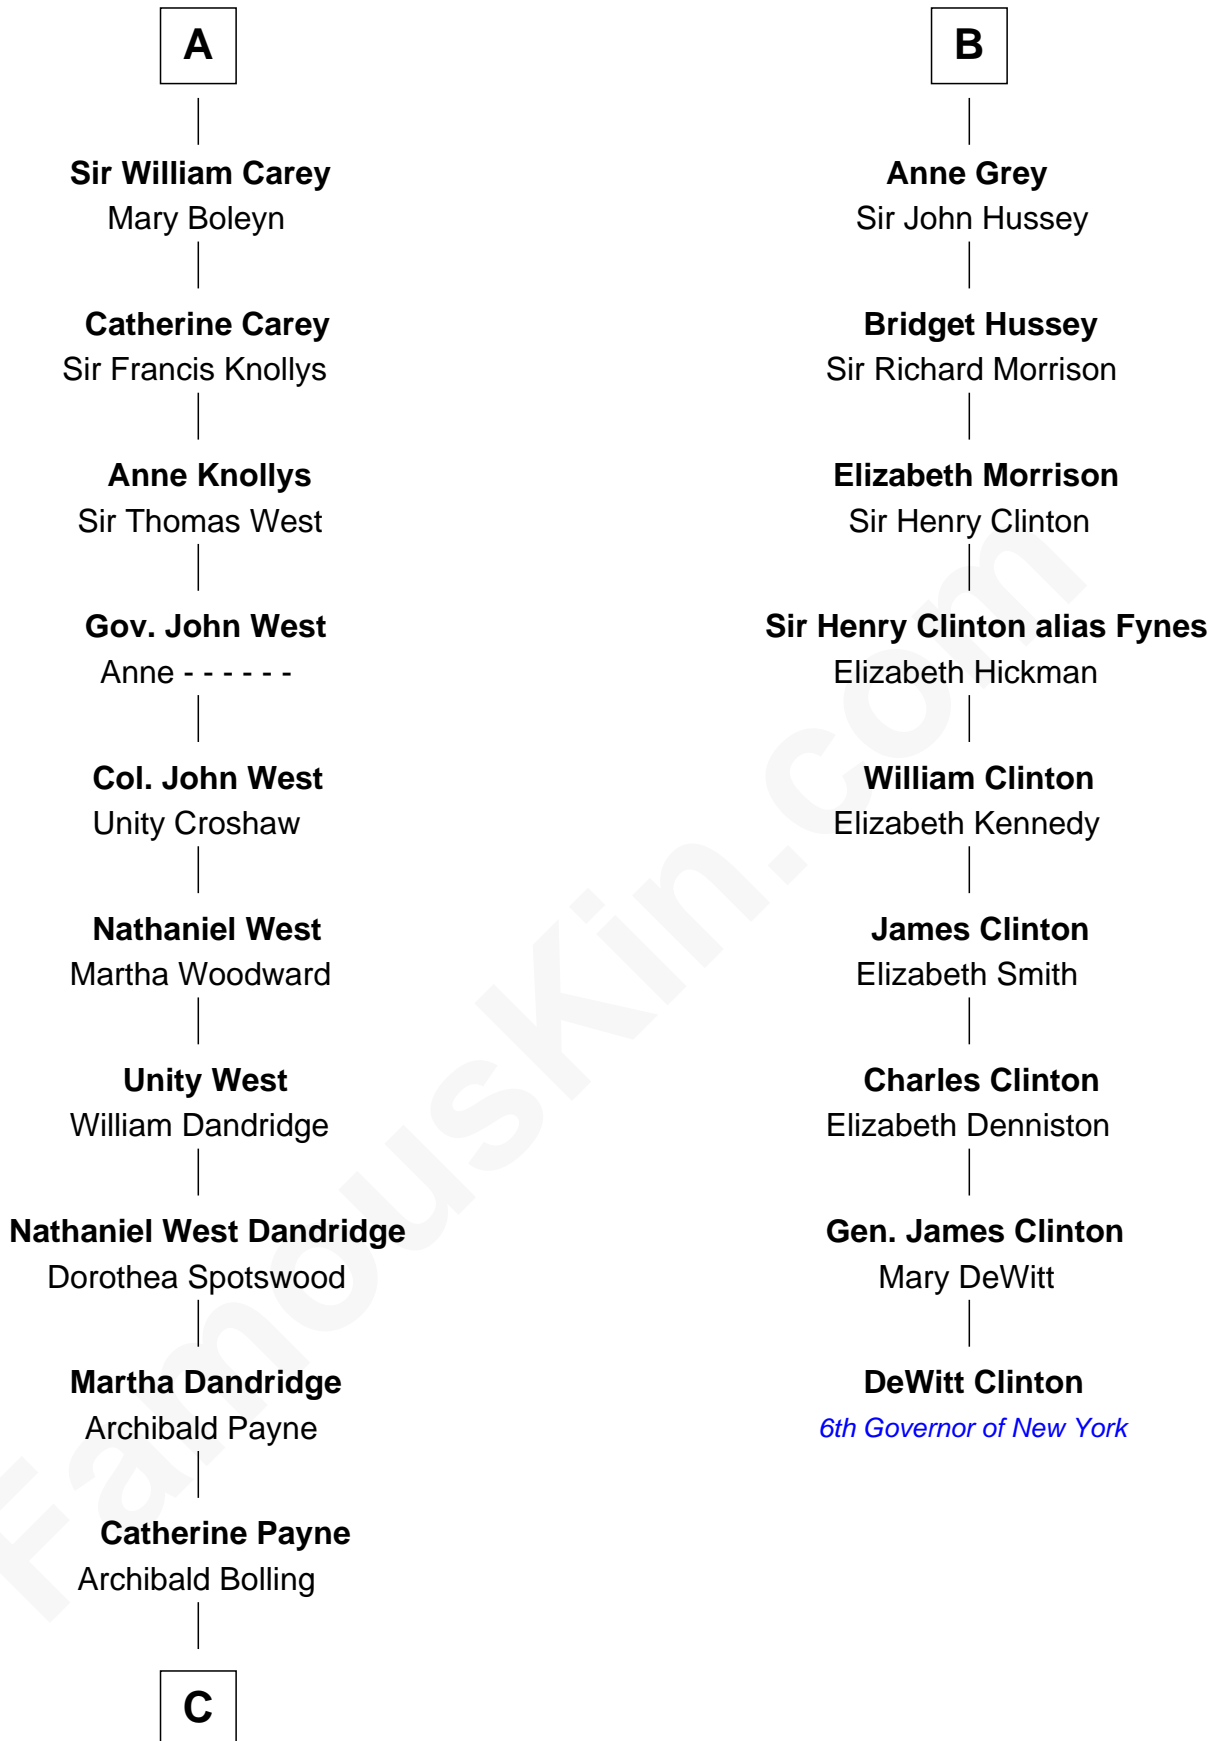 A
Sir William Carey
Mary Boleyn
Catherine Carey
Sir Francis Knollys
Anne Knollys
Sir Thomas West
Gov. John West
Anne - - - - - -
Col. John West
Unity Croshaw
Nathaniel West
Martha Woodward
Unity West
William Dandridge
Nathaniel West Dandridge
Dorothea Spotswood
Martha Dandridge
Archibald Payne
Catherine Payne
Archibald Bolling
C
B
Anne Grey
Sir John Hussey
Bridget Hussey
Sir Richard Morrison
Elizabeth Morrison
Sir Henry Clinton
Sir Henry Clinton alias Fynes
Elizabeth Hickman
William Clinton
Elizabeth Kennedy
James Clinton
Elizabeth Smith
Charles Clinton
Elizabeth Denniston
Gen. James Clinton
Mary DeWitt
DeWitt Clinton
6th Governor of New York
FamousKin.com